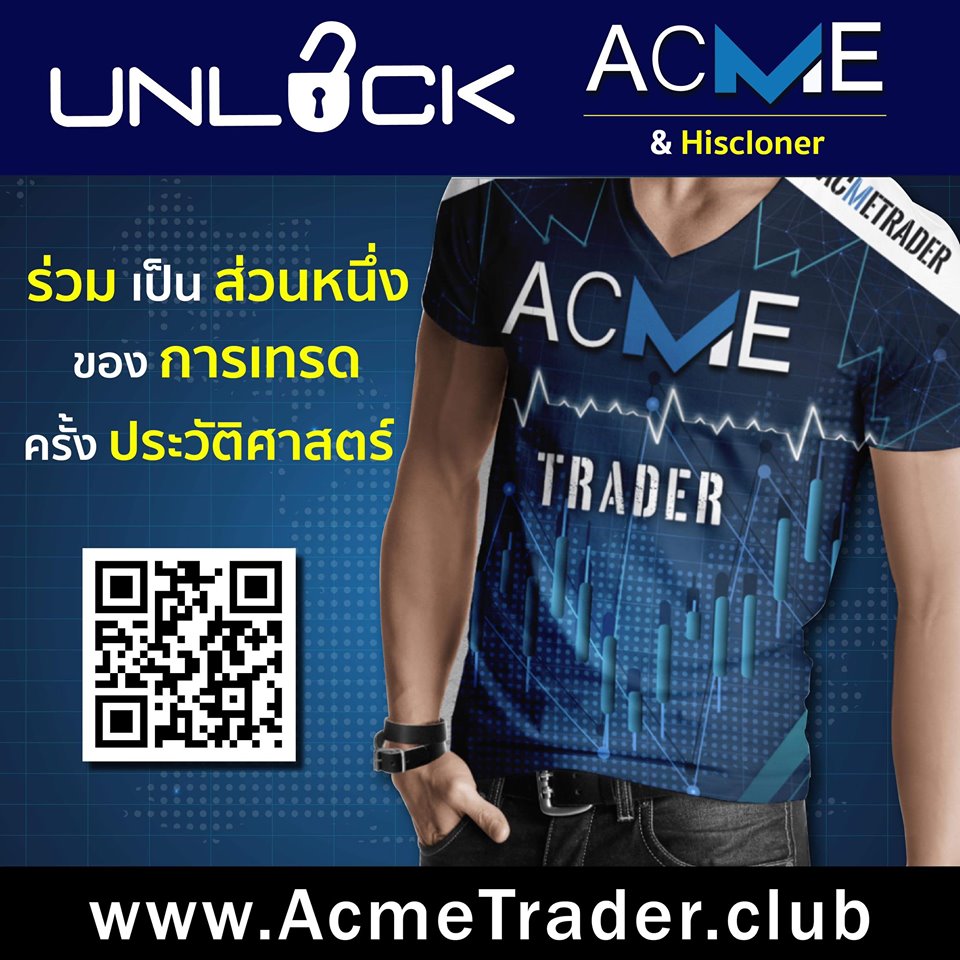 UNLOCK
ACME
& Hiscloner
ACMETRADER
ร่วม เป็น ส่วนหนึ่ง
ของ การเทรด
ครั้ง ประวัติศาสตร์
ACME
TRADER
www.AcmeTrader.club